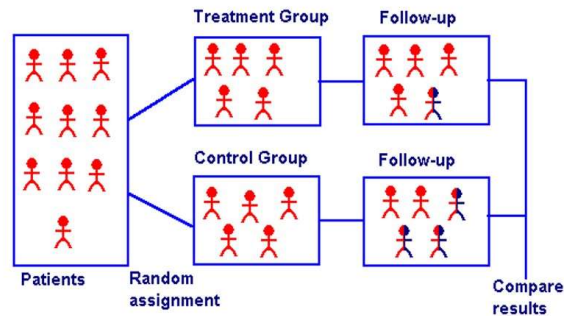 Treatment Group
Follow-up
Control Group
Follow-up
Patients
Random
assignment
Compare
results